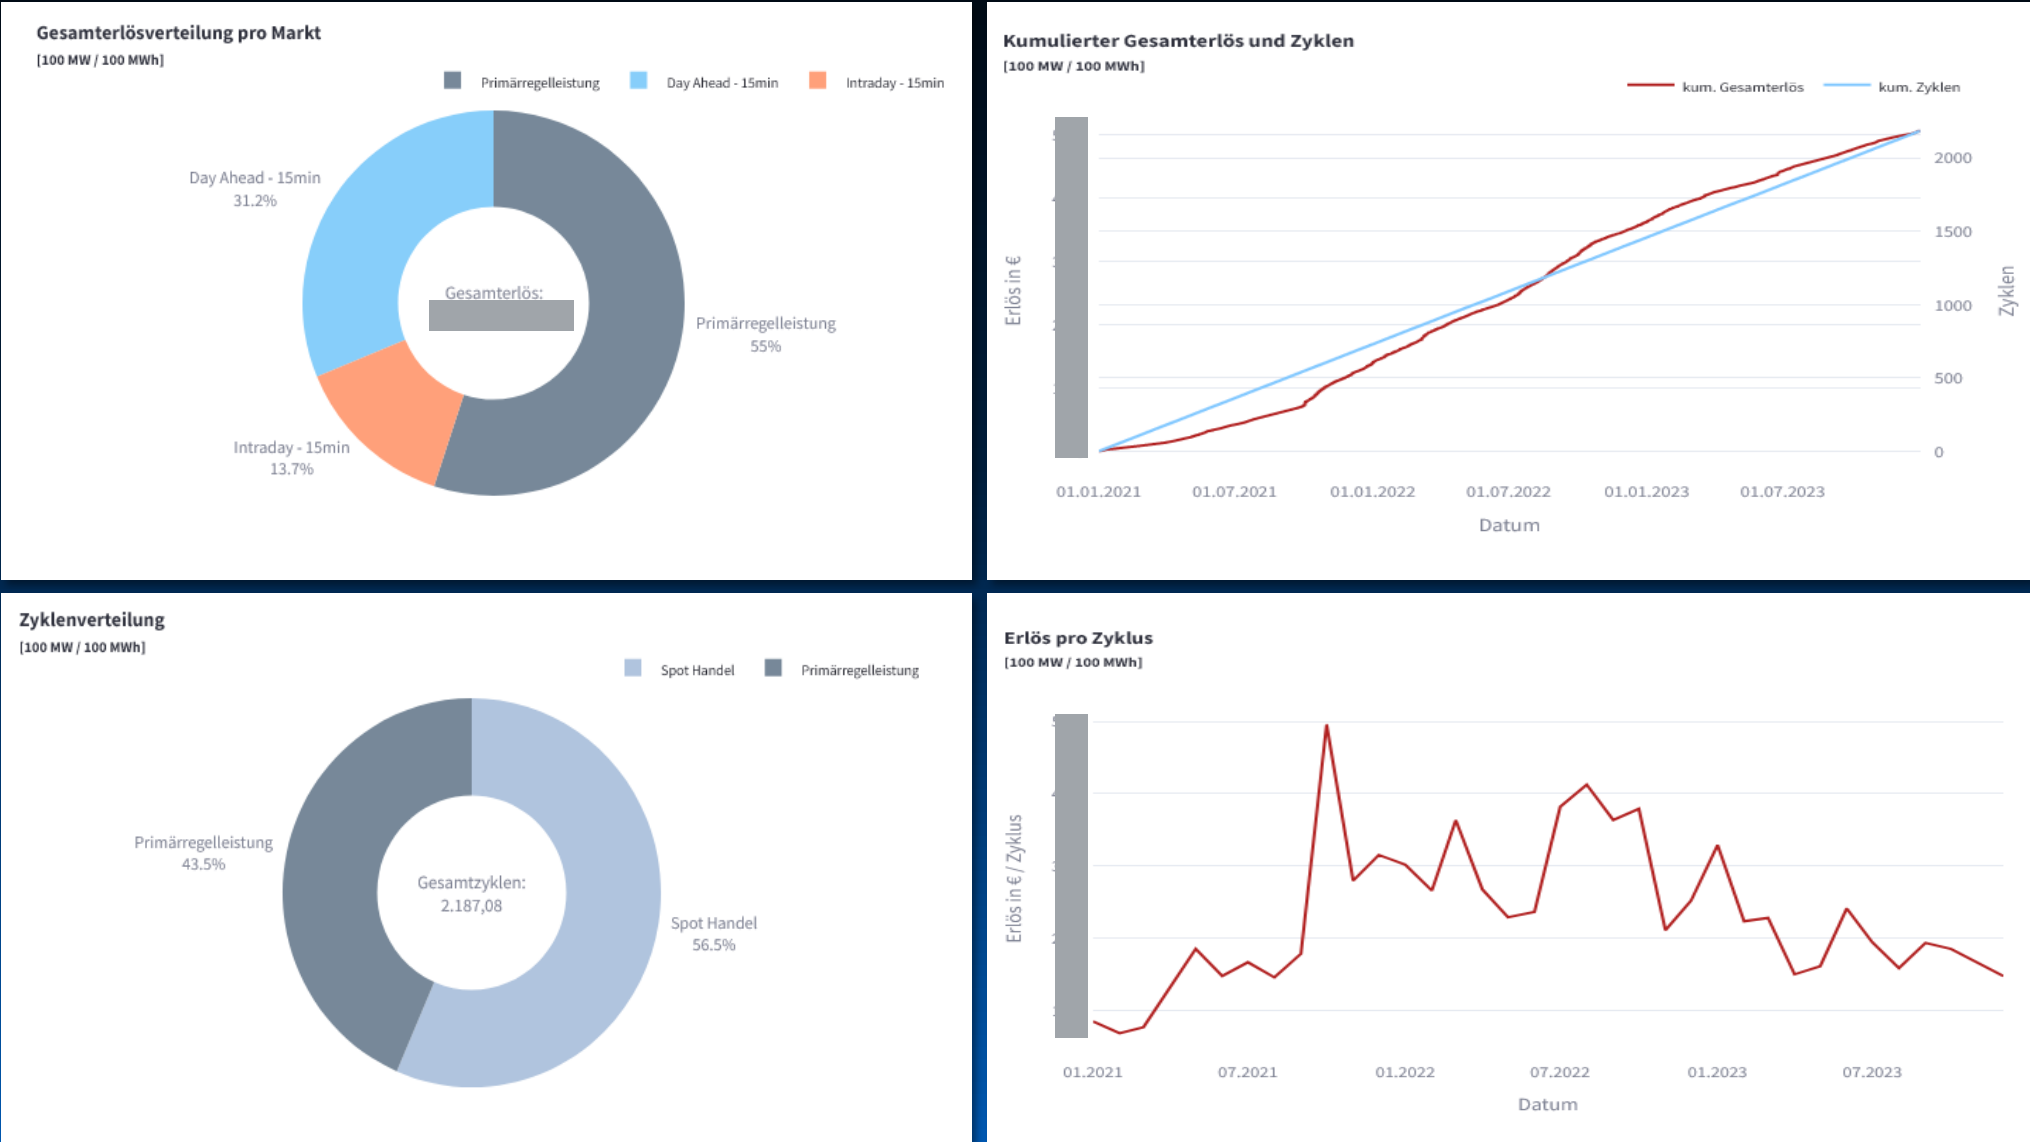 Gesamterlösverteilung pro Markt
[100 MW / 100 MWh]
Primärregelleistung
Day Ahead - 15min
Intraday - 15min
Day Ahead - 15min
31.2%
Gesamterlös:
Primärregelleistung
55%
Intraday - 15min
13.7%
Kumulierter Gesamterlös und Zyklen
[100 MW / 100 MWh]
kum. Gesamterlös
kum. Zyklen
Erlös in €
2000
1500
1000
500
0
Zyklen
01.01.2021
01.07.2021
01.01.2022
01.07.2022
01.01.2023
01.07.2023
Datum
Zyklenverteilung
[100 MW / 100 MWh]
Spot Handel
Primärregelleistung
Primärregelleistung
43.5%
Gesamtzyklen:
2.187,08
Spot Handel
56.5%
Erlös pro Zyklus
[100 MW / 100 MWh]
Erlös in € / Zyklus
01.2021
07.2021
01.2022
07.2022
01.2023
07.2023
Datum